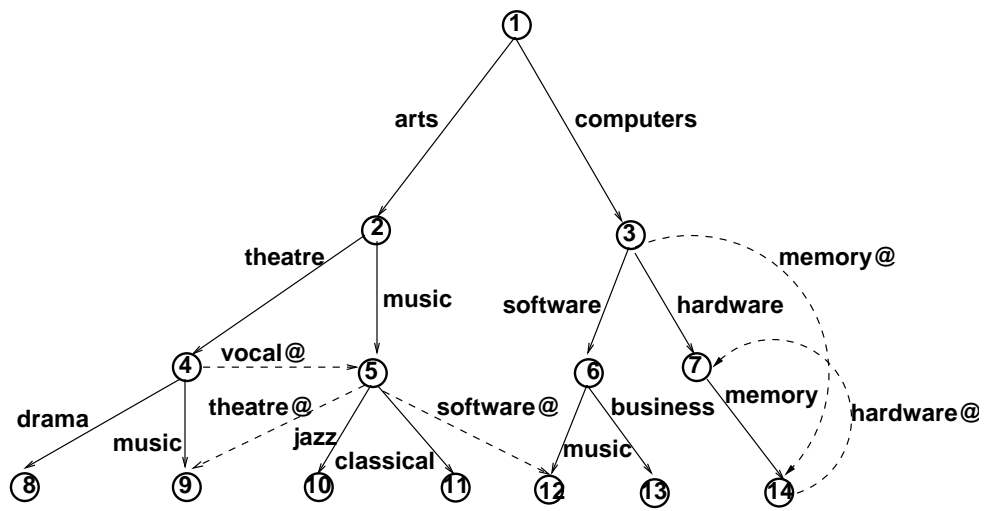 1
arts
computers
2
3
theatre
memory@
music
software
hardware
vocal@
4
5
6
7
drama
theatre@
software@
business
memory
hardware@
music
jazz
classical
music
8
9
10
11
12
13
14